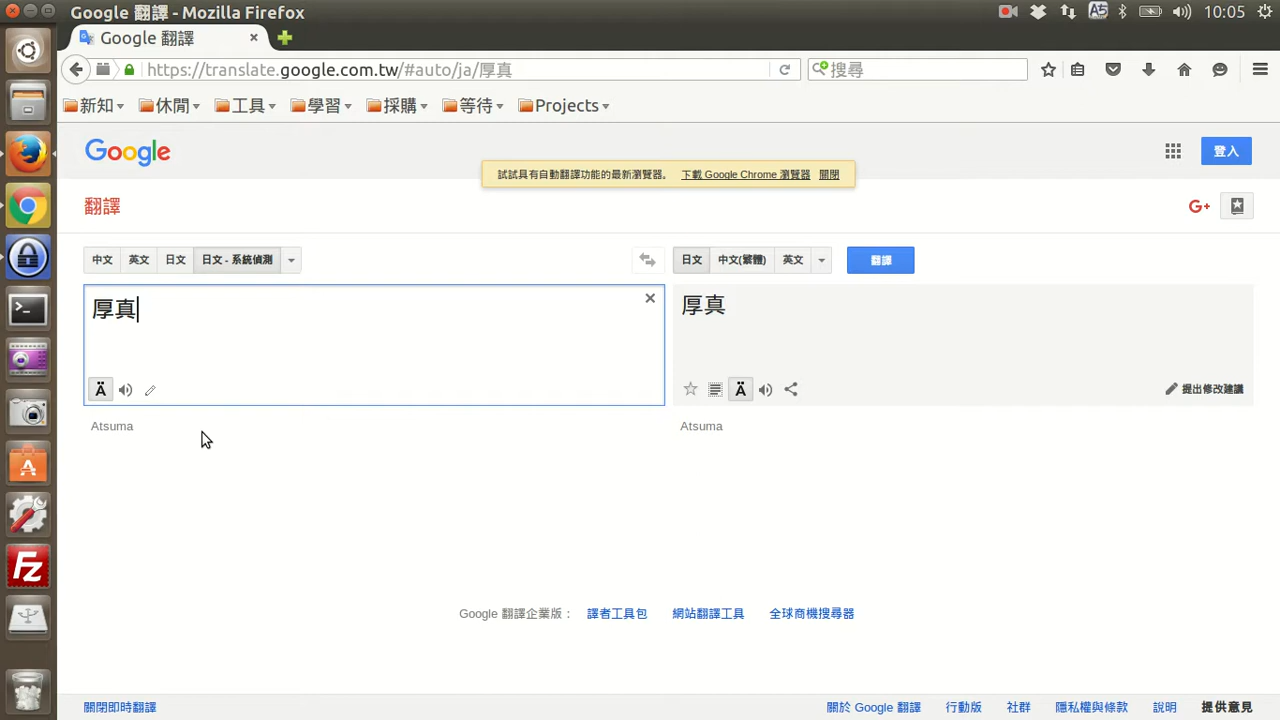 Google 翻譯 - Mozilla Firefox
10:05
Google 翻譯
https://translate.google.com.tw/#auto/ja/厚真
搜尋
新知
休閒
工具
學習
採購
等待
Projects
Google
試試具有自動翻譯功能的最新瀏覽器。 下載 Google Chrome 瀏覽器 關閉
登入
翻譯
G+
中文 英文 日文 日文 - 系統偵測
日文 中文(繁體) 英文
翻譯
厚真
Ä
Atsuma
厚真
Ä
提出修改建議
Atsuma
Google 翻譯企業版： 譯者工具包 網站翻譯工具 全球商機搜尋器
關閉即時翻譯
關於 Google 翻譯 行動版 社群 隱私權與條款 說明 提供意見